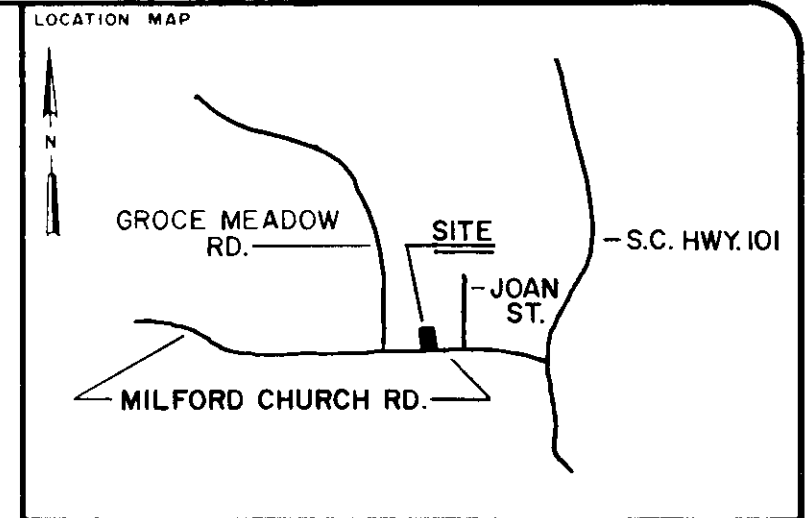 LOCATION MAP
N
GROCE MEADOW
RD.
SITE
S.C. HWY. 101
JOAN
ST.
MILFORD CHURCH RD.